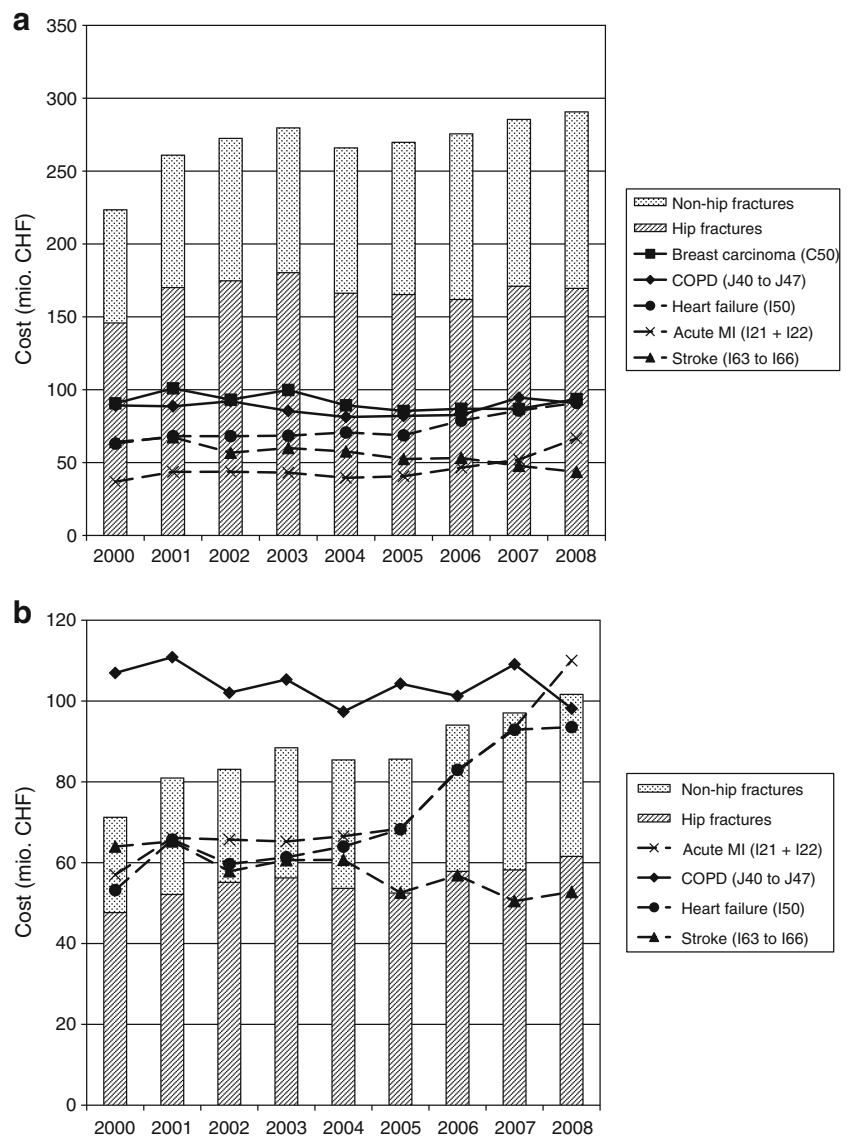 a
350
300
250
200
150
100
50
0
Cost (mio. CHF)
2000 2001 2002 2003 2004 2005 2006 2007 2008
Non-hip fractures
Hip fractures
Breast carcinoma (C50)
COPD (J40 to J47)
Heart failure (I50)
Acute MI (I21 + I22)
Stroke (I63 to I66)
b
120
100
80
60
40
20
0
Cost (mio. CHF)
2000 2001 2002 2003 2004 2005 2006 2007 2008
Non-hip fractures
Hip fractures
Acute MI (I21 + I22)
COPD (J40 to J47)
Heart failure (I50)
Stroke (I63 to I66)